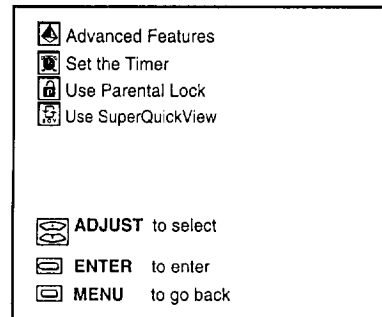 Advanced Features
Set the Timer
Use Parental Lock
Use SuperQuickView
ADJUST to select
ENTER to enter
MENU to go back